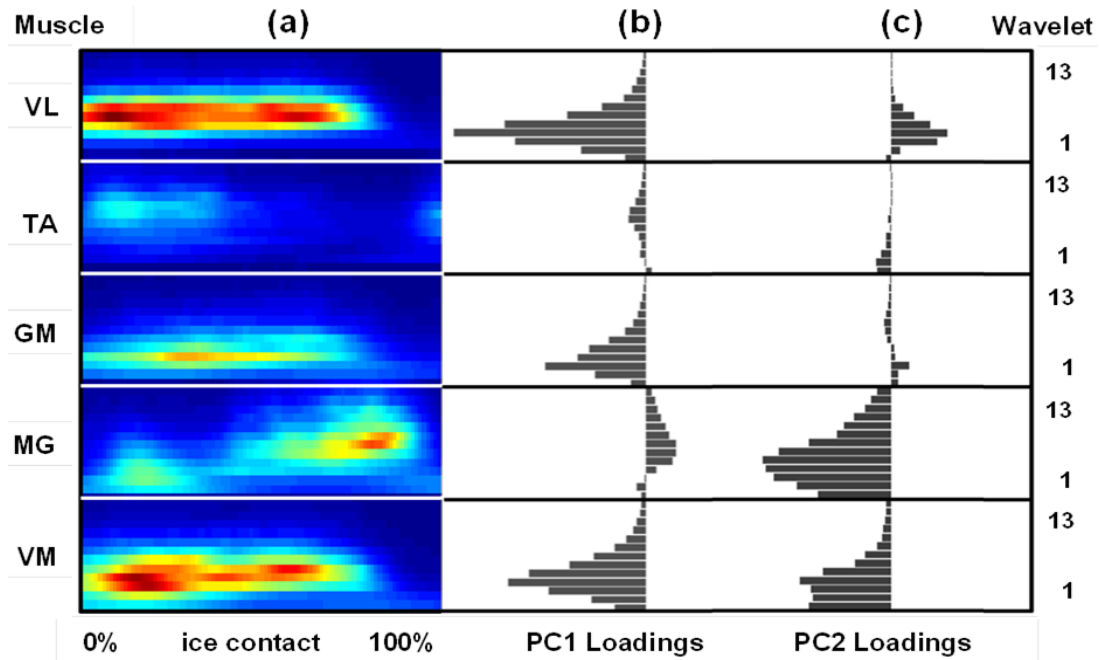 Muscle (a) (b) (c) Wavelet
13
VL
1
13
TA
1
13
GM
1
13
MG
1
13
VM
1
0% ice contact 100% PC1 Loadings PC2 Loadings